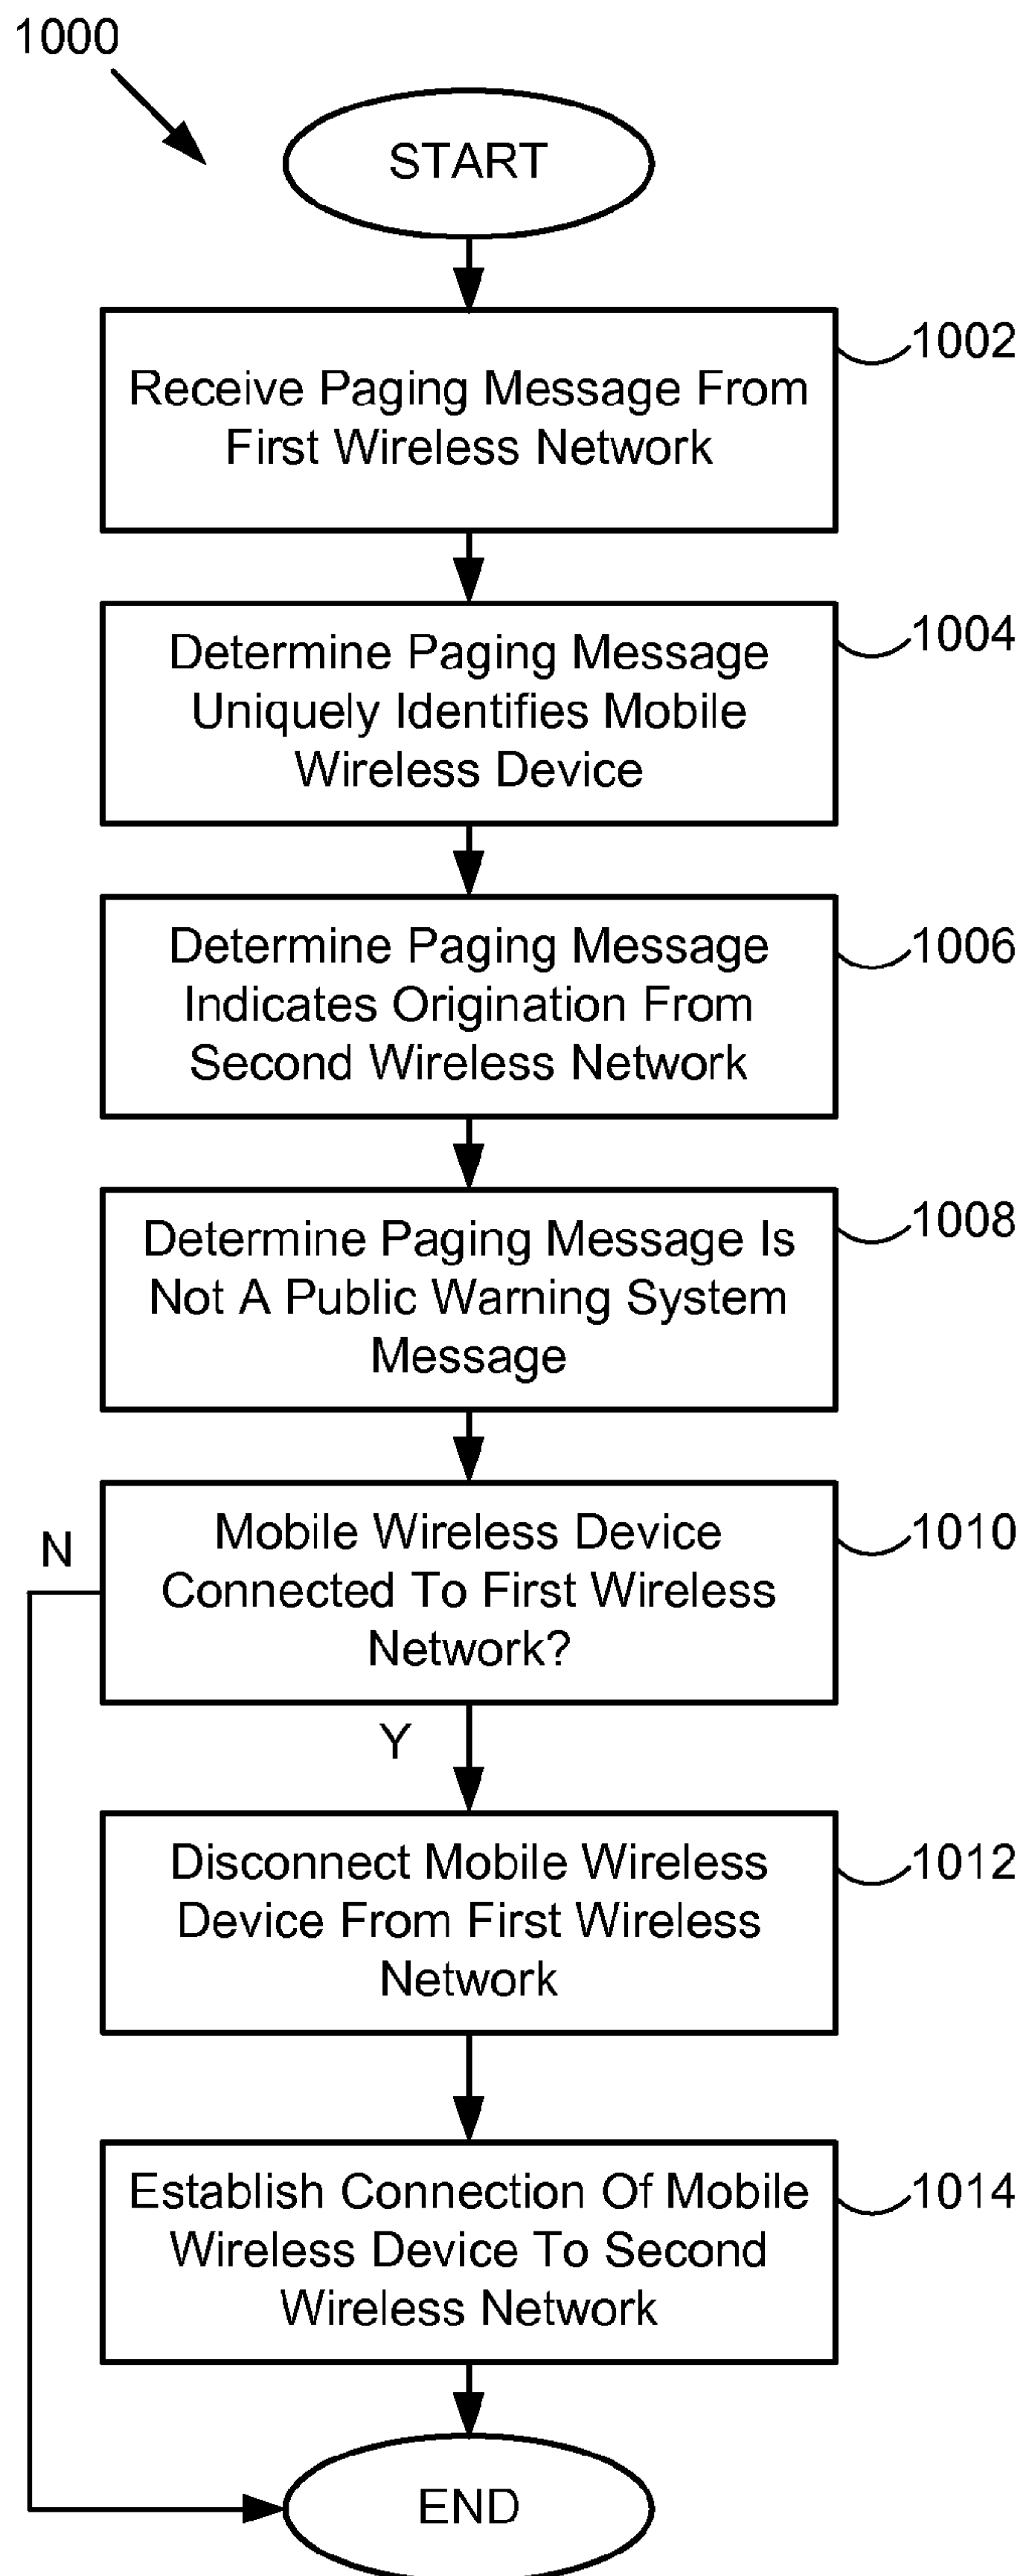 1000
START
1002
Receive Paging Message From
First Wireless Network
1004
Determine Paging Message
Uniquely Identifies Mobile
Wireless Device
1006
Determine Paging Message
Indicates Origination From
Second Wireless Network
1008
Determine Paging Message Is
Not A Public Warning System
Message
1010
N
Mobile Wireless Device
Connected To First Wireless
Network?
Y
1012
Disconnect Mobile Wireless
Device From First Wireless
Network
1014
Establish Connection Of Mobile
Wireless Device To Second
Wireless Network
END